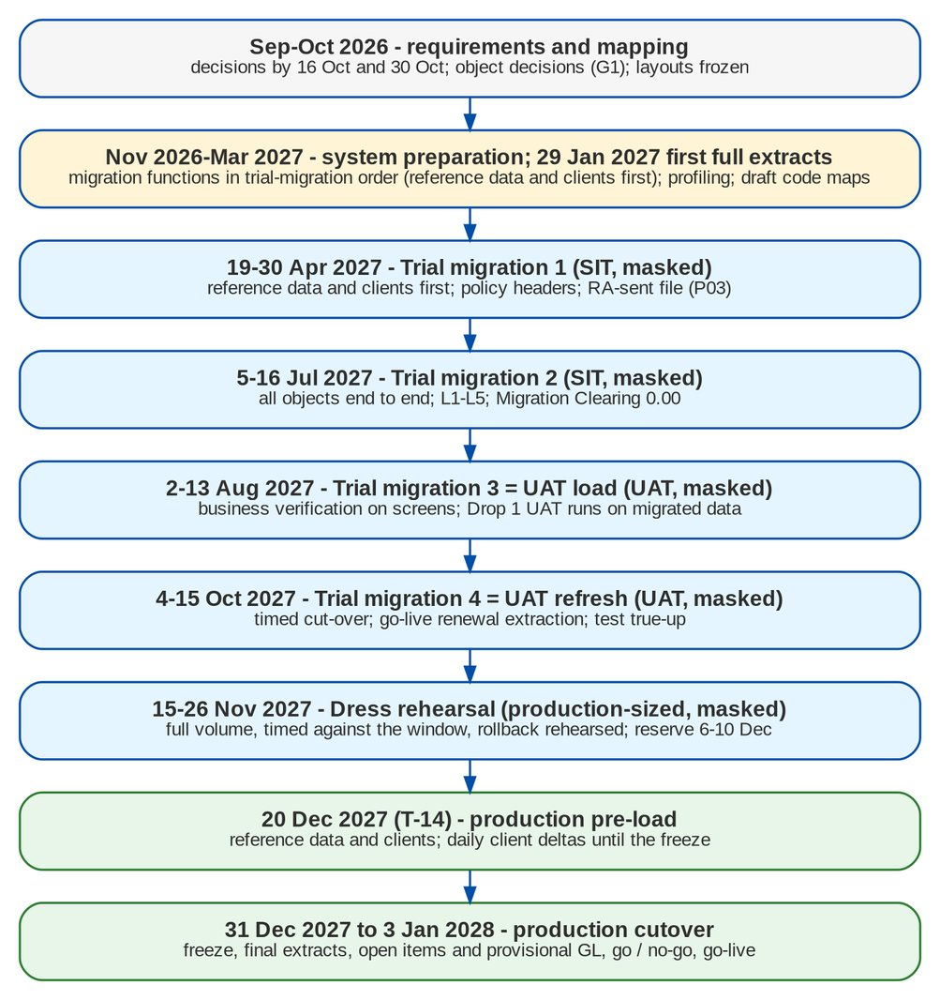 Sep-Oct 2026 - requirements and mapping
decisions by 16 Oct and 30 Oct; object decisions (G1); layouts frozen
Nov 2026-Mar 2027 - system preparation; 29 Jan 2027 first full extracts
migration functions in trial-migration order (reference data and clients first); profiling; draft code maps
19-30 Apr 2027 - Trial migration 1 (SIT, masked)
reference data and clients first; policy headers; RA-sent file (P03)
5-16 Jul 2027 - Trial migration 2 (SIT, masked)
all objects end to end; L1-L5; Migration Clearing 0.00
2-13 Aug 2027 - Trial migration 3 = UAT load (UAT, masked)
business verification on screens; Drop 1 UAT runs on migrated data
4-15 Oct 2027 - Trial migration 4 = UAT refresh (UAT, masked)
timed cut-over; go-live renewal extraction; test true-up
15-26 Nov 2027 - Dress rehearsal (production-sized, masked)
full volume, timed against the window, rollback rehearsed; reserve 6-10 Dec
20 Dec 2027 (T-14) - production pre-load
reference data and clients; daily client deltas until the freeze
31 Dec 2027 to 3 Jan 2028 - production cutover
freeze, final extracts, open items and provisional GL, go / no-go, go-live